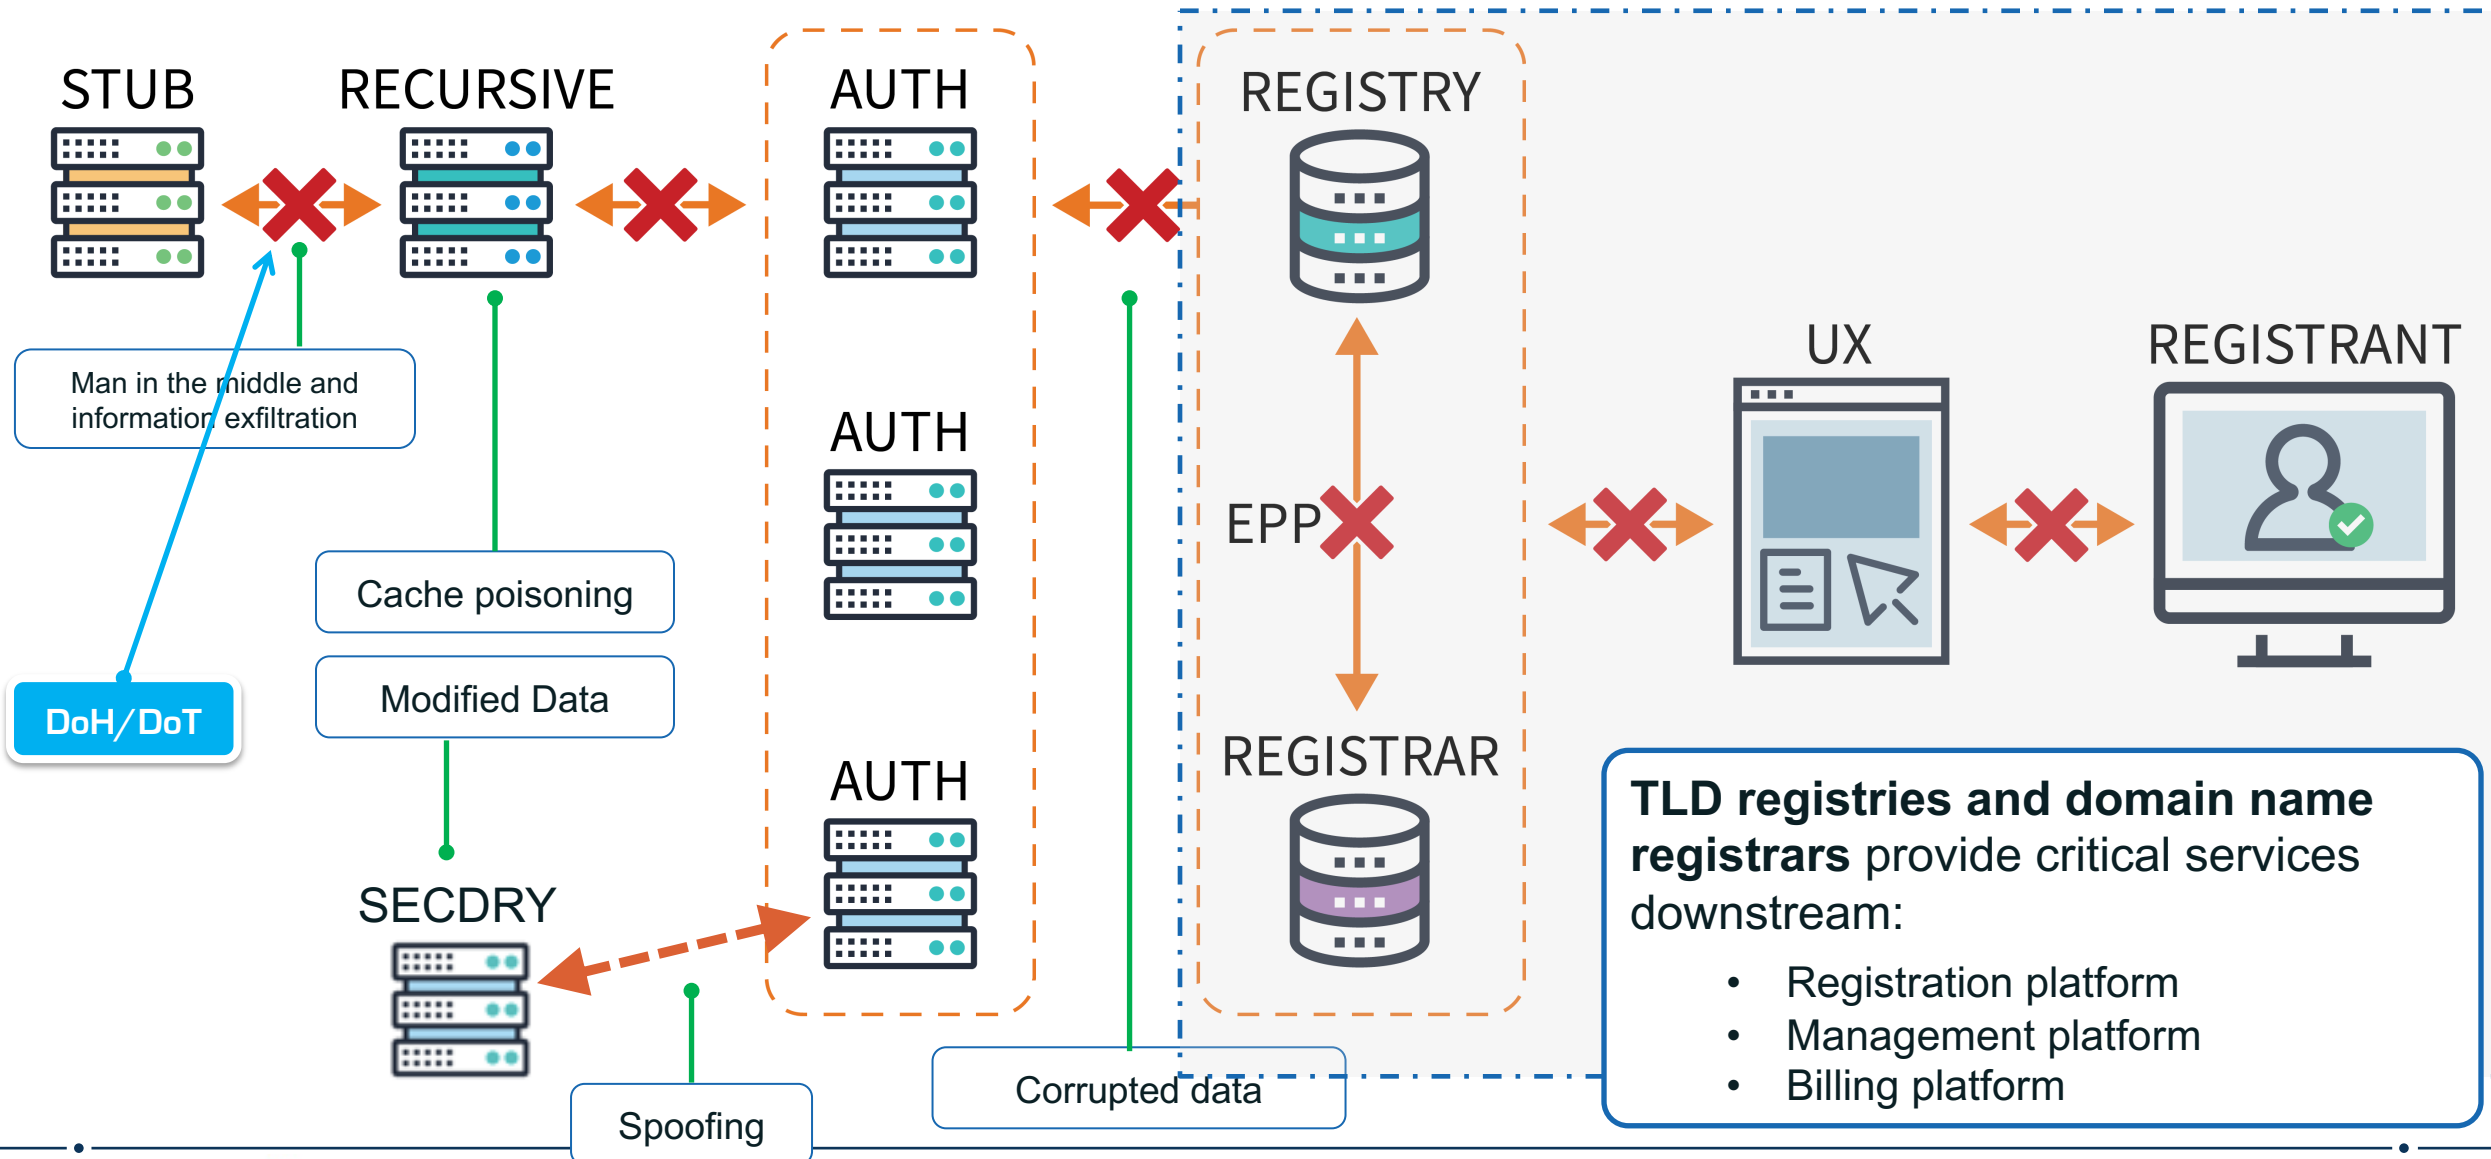 STUB
RECURSIVE
AUTH
REGISTRY
UX
REGISTRANT
Man in the middle and
information exfiltration
AUTH
EPP
Cache poisoning
Modified Data
DoH/DoT
AUTH
REGISTRAR
SECDRY
Spoofing
Corrupted data
TLD registries and domain name
registrars provide critical services
downstream:
• Registration platform
• Management platform
• Billing platform